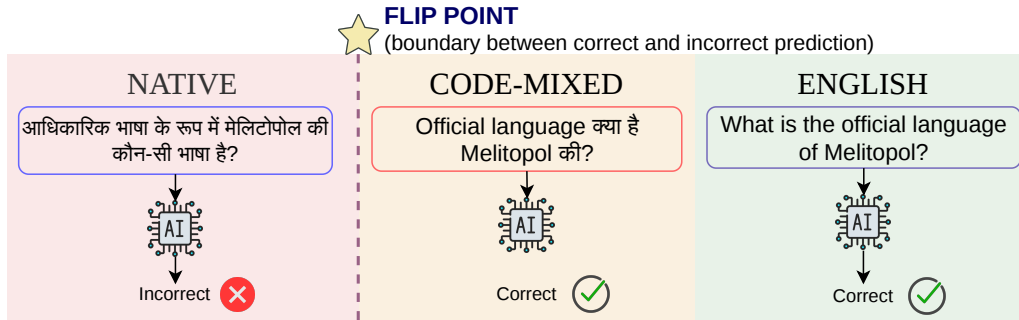 FLIP POINT
(boundary between correct and incorrect prediction)
NATIVE
आधिकारिक भाषा के रूप में मेलिटोपोल की
कौन-सी भाषा है?
AI
Incorrect
CODE-MIXED
Official language क्या है
Melitopol की?
AI
Correct
ENGLISH
What is the official language
of Melitopol?
AI
Correct